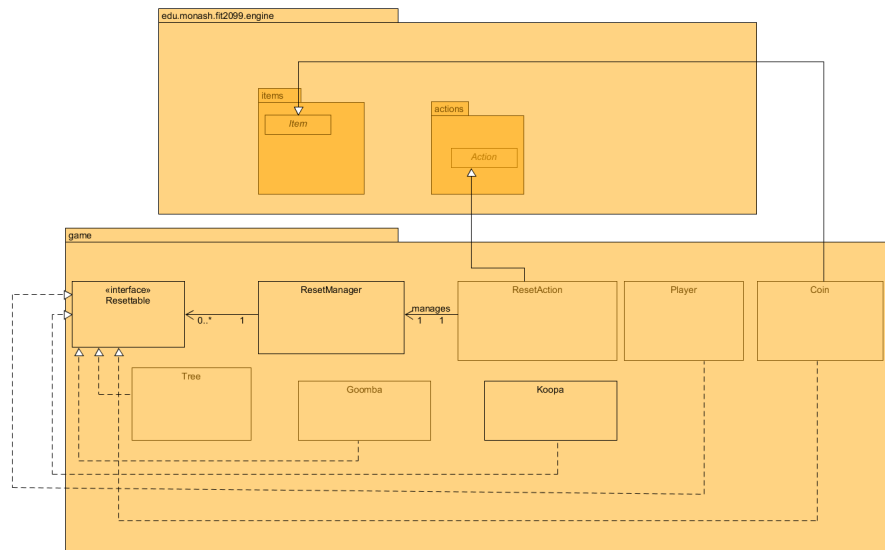 edu.monash.fit2099.engine
items
Item
actions
Action
game
«interface»
Resettable
ResetManager
ResetAction
Player
Coin
manages
0..*
1
1
1
Tree
Goomba
Koopa